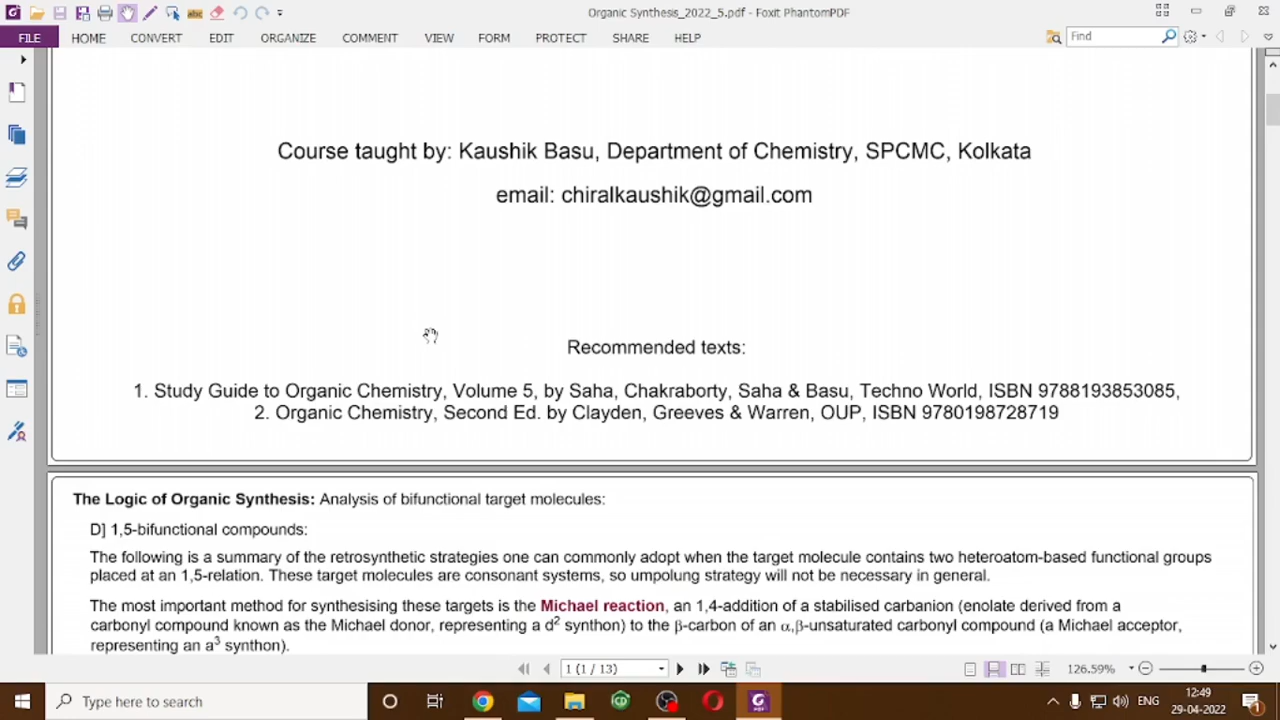 Organic Synthesis_2022_5.pdf - Foxit PhantomPDF
FILE HOME CONVERT EDIT ORGANIZE COMMENT VIEW FORM PROTECT SHARE HELP Find
Course taught by: Kaushik Basu, Department of Chemistry, SPCMC, Kolkata
email: chiralkaushik@gmail.com
Recommended texts:
1. Study Guide to Organic Chemistry, Volume 5, by Saha, Chakraborty, Saha & Basu, Techno World, ISBN 9788193853085,
2. Organic Chemistry, Second Ed. by Clayden, Greeves & Warren, OUP, ISBN 9780198728719
The Logic of Organic Synthesis: Analysis of bifunctional target molecules:
D] 1,5-bifunctional compounds:
The following is a summary of the retrosynthetic strategies one can commonly adopt when the target molecule contains two heteroatom-based functional groups
placed at an 1,5-relation. These target molecules are consonant systems, so umpolung strategy will not be necessary in general.
The most important method for synthesising these targets is the Michael reaction, an 1,4-addition of a stabilised carbanion (enolate derived from a
carbonyl compound known as the Michael donor, representing a d² synthon) to the β-carbon of an α,β-unsaturated carbonyl compound (a Michael acceptor,
representing an a³ synthon).
1 (1 / 13) 126.59%
Type here to search ENG 12:49
29-04-2022